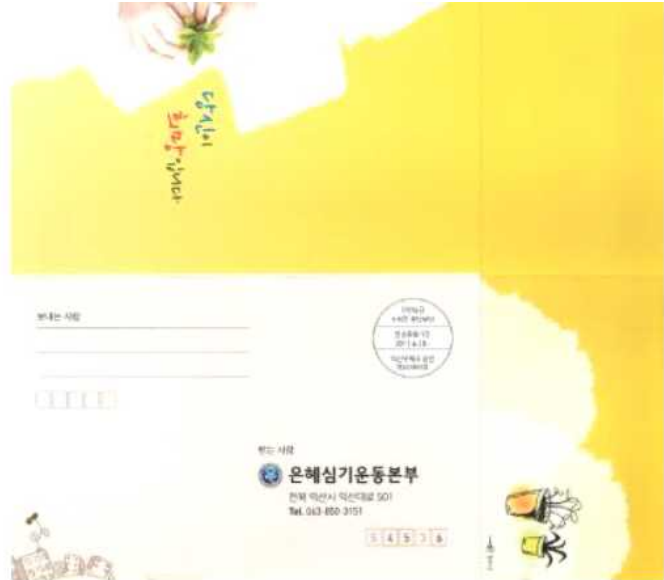 당신이
희망입니다
보내는 사람
받는 사람
은혜심기운동본부
전북 익산시 익산대로 501
Tel. 063-850-3151
5 4 5 3 6